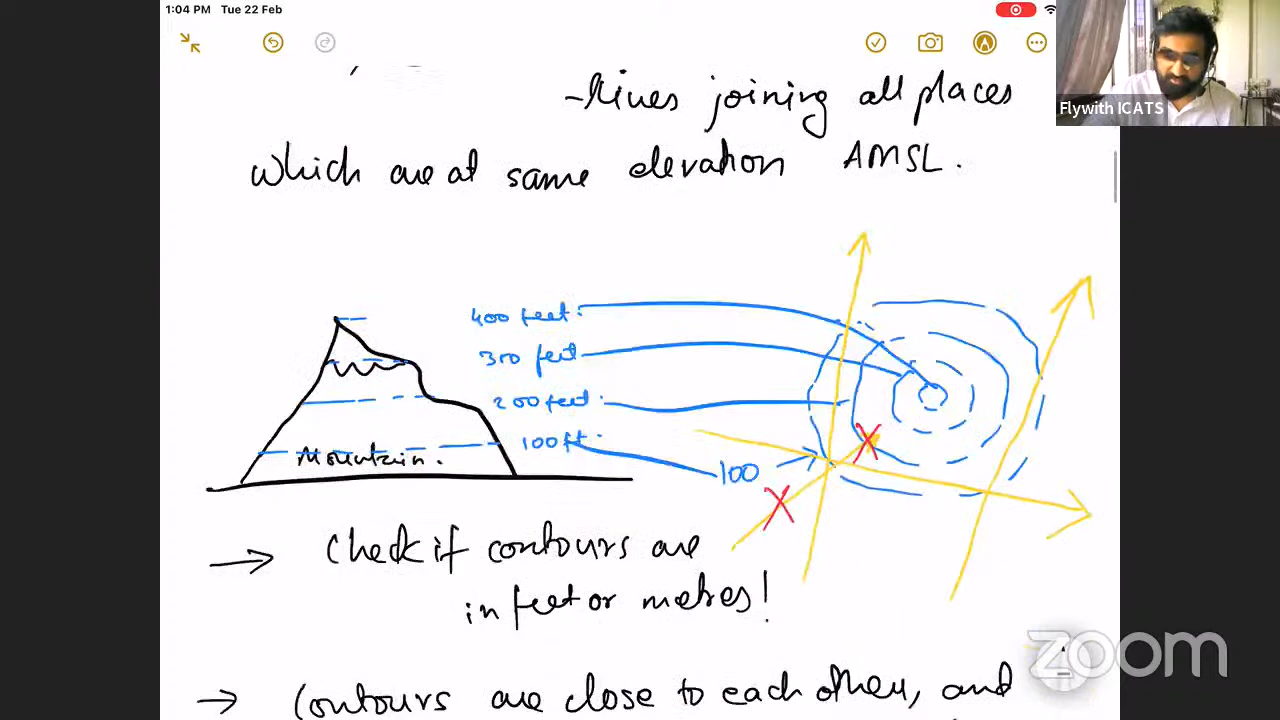 1:04 PM Tue 22 Feb
Flywith ICATS
-lines joining all places
which are at same elevation AMSL.
400 feet.
300 feet
200 feet.
100ft.
Mountain.
100
→ Check if contours are
in feet or metres!
→ Contours are close to each other, and
zoom